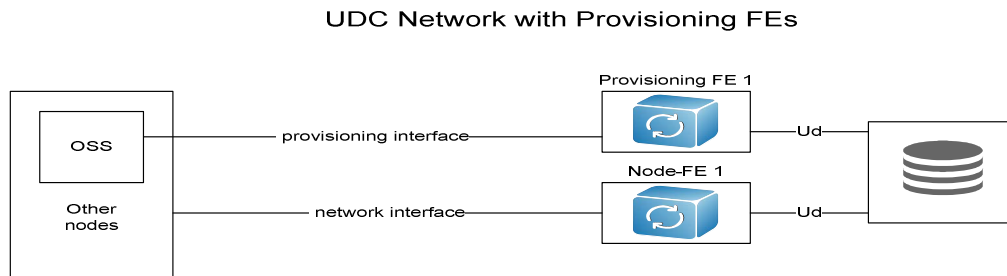 UDC Network with Provisioning FEs
Provisioning FE 1
OSS
provisioning interface
Ud
Node-FE 1
Other
nodes
network interface
Ud